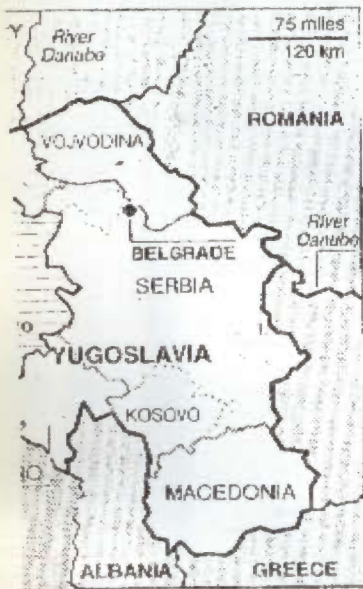 Y
River
Danube
75 miles
120 km
ROMANIA
VOJVODINA
River
Danube
BELGRADE
SERBIA
O
YUGOSLAVIA
KOSOVO
MACEDONIA
ALBANIA
GREECE